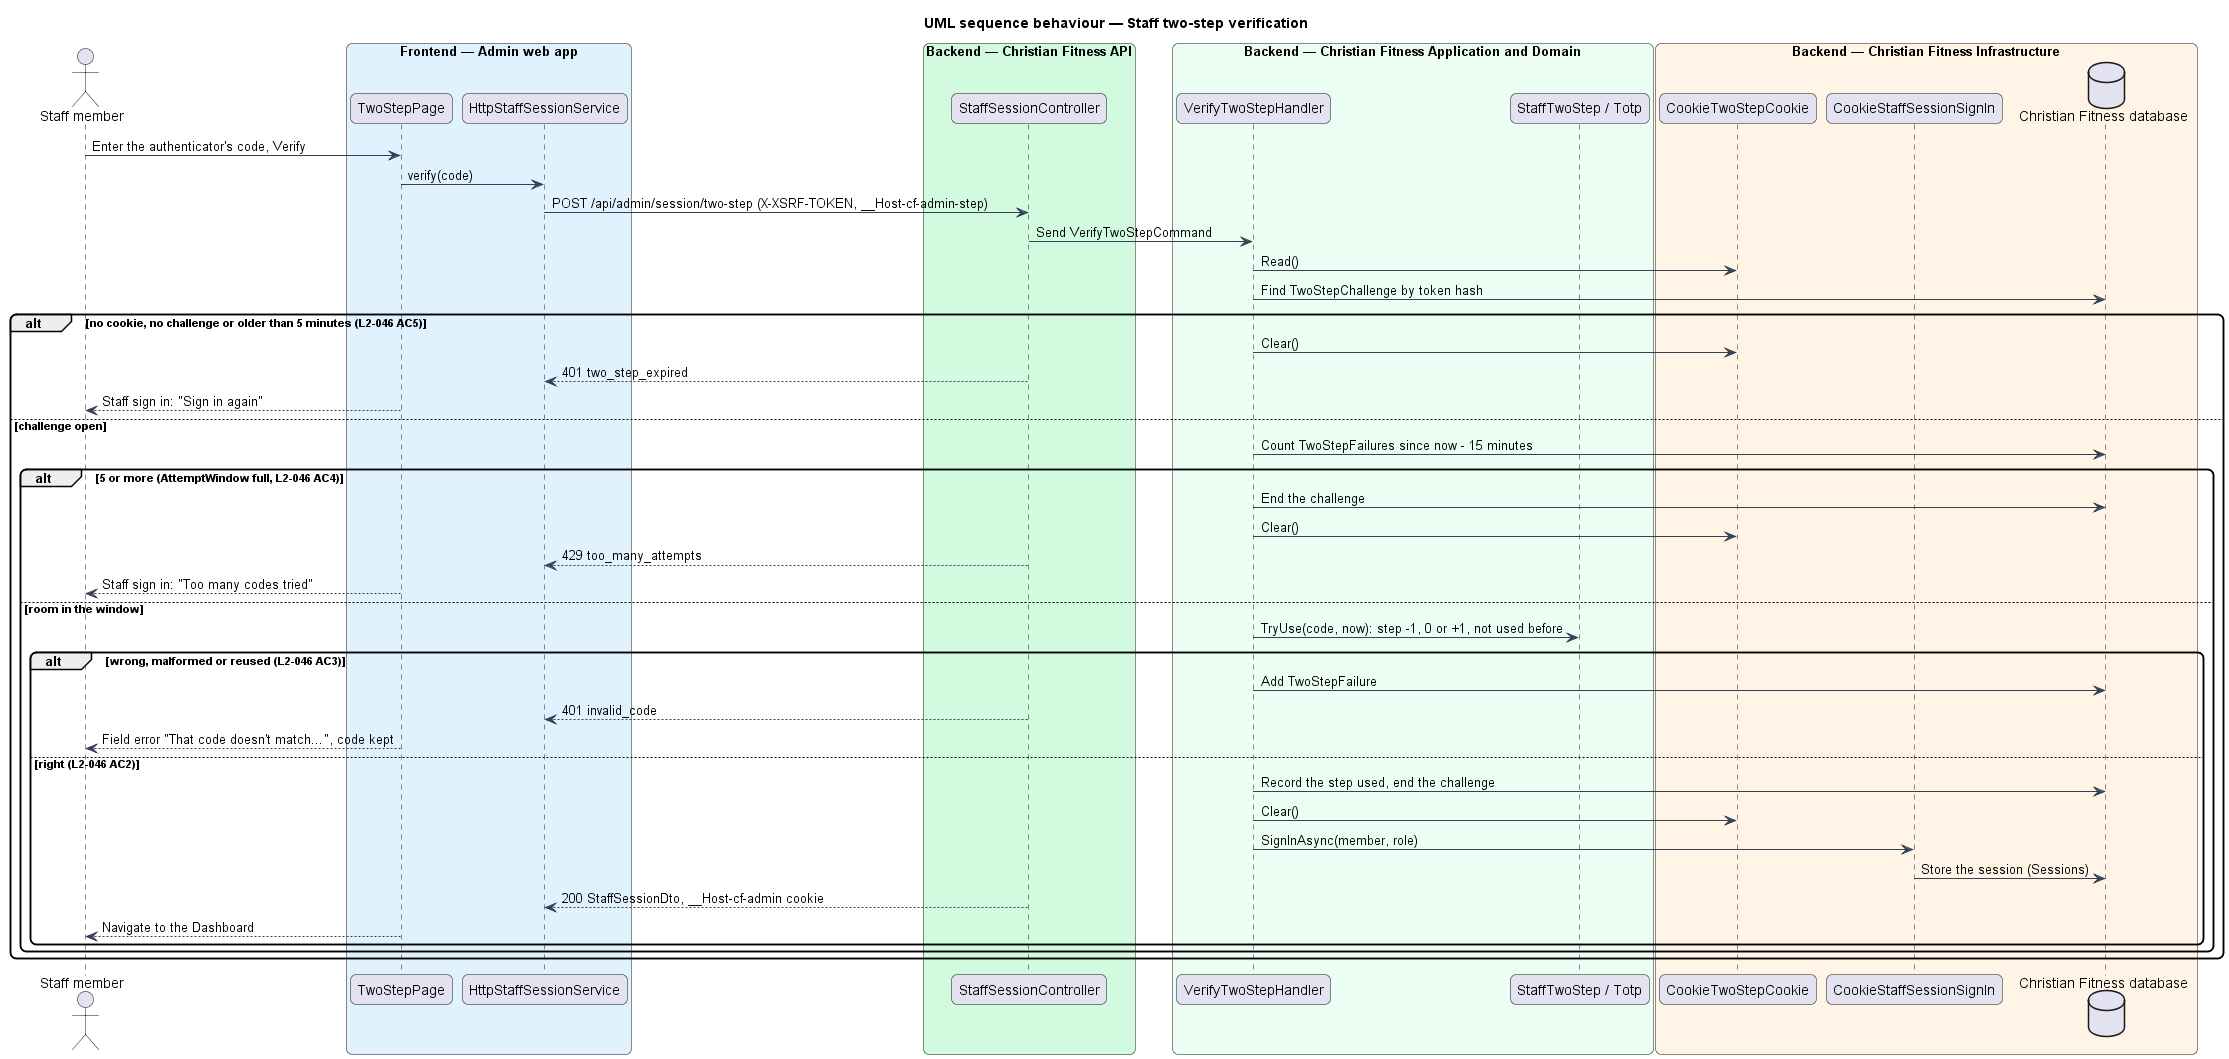 UML sequence behaviour — Staff two-step verification
Frontend — Admin web app
Backend — Christian Fitness API
Backend — Christian Fitness Application and Domain
Backend — Christian Fitness Infrastructure
Staff member
TwoStepPage
HttpStaffSessionService
StaffSessionController
VerifyTwoStepHandler
StaffTwoStep / Totp
CookieTwoStepCookie
CookieStaffSessionSignIn
Christian Fitness database
Enter the authenticator's code, Verify
verify(code)
POST /api/admin/session/two-step (X-XSRF-TOKEN, __Host-cf-admin-step)
Send VerifyTwoStepCommand
Read()
Find TwoStepChallenge by token hash
alt
[no cookie, no challenge or older than 5 minutes (L2-046 AC5)]
Clear()
401 two_step_expired
Staff sign in: "Sign in again"
[challenge open]
Count TwoStepFailures since now - 15 minutes
alt
[5 or more (AttemptWindow full, L2-046 AC4)]
End the challenge
Clear()
429 too_many_attempts
Staff sign in: "Too many codes tried"
[room in the window]
TryUse(code, now): step -1, 0 or +1, not used before
alt
[wrong, malformed or reused (L2-046 AC3)]
Add TwoStepFailure
401 invalid_code
Field error "That code doesn't match...", code kept
[right (L2-046 AC2)]
Record the step used, end the challenge
Clear()
SignInAsync(member, role)
Store the session (Sessions)
200 StaffSessionDto, __Host-cf-admin cookie
Navigate to the Dashboard
Staff member
TwoStepPage
HttpStaffSessionService
StaffSessionController
VerifyTwoStepHandler
StaffTwoStep / Totp
CookieTwoStepCookie
CookieStaffSessionSignIn
Christian Fitness database